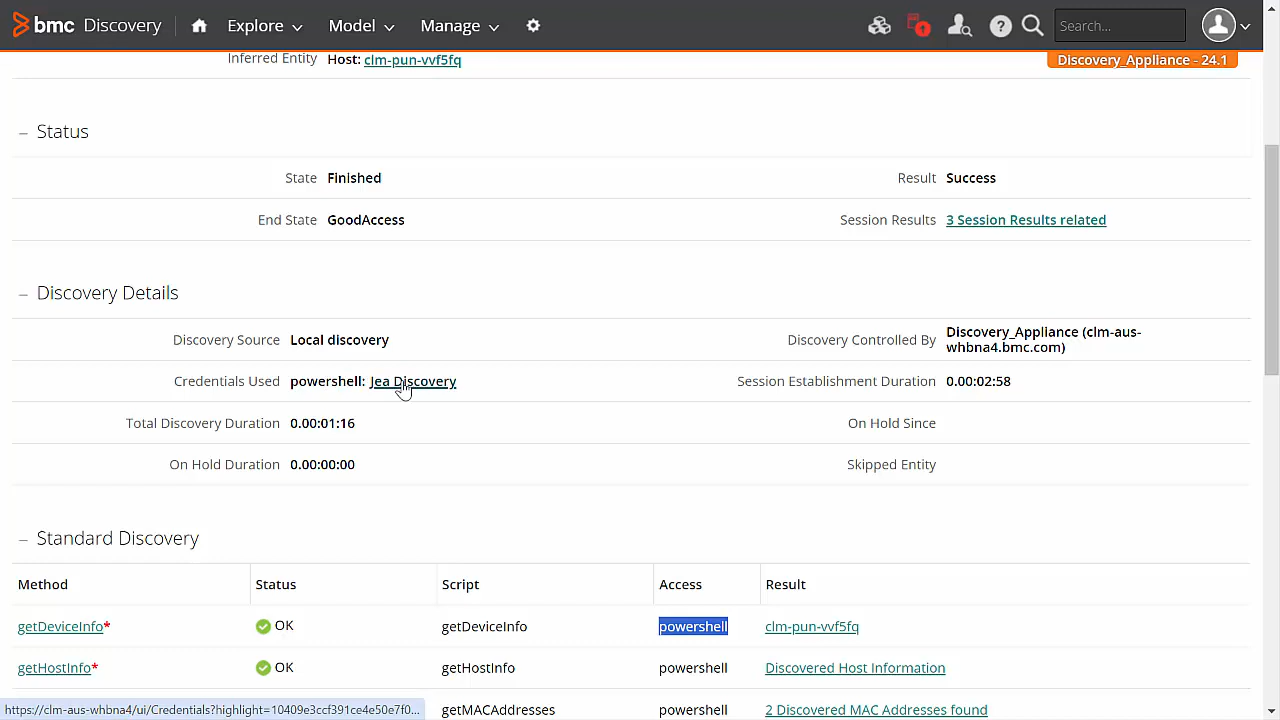 bmc Discovery Explore Model Manage Search...
Inferred Entity Host: clm-pun-vvf5fq Discovery_Appliance - 24.1
– Status
State Finished Result Success
End State GoodAccess Session Results 3 Session Results related
– Discovery Details
Discovery Source Local discovery Discovery Controlled By Discovery_Appliance (clm-aus-
whbna4.bmc.com)
Credentials Used powershell: Jea Discovery Session Establishment Duration 0.00:02:58
Total Discovery Duration 0.00:01:16 On Hold Since
On Hold Duration 0.00:00:00 Skipped Entity
– Standard Discovery
Method Status Script Access Result
getDeviceInfo* OK getDeviceInfo powershell clm-pun-vvf5fq
getHostInfo* OK getHostInfo powershell Discovered Host Information
getMACAddresses powershell 2 Discovered MAC Addresses found
https://clm-aus-whbna4/ui/Credentials?highlight=10409e3ccf391ce4e50e7f0...